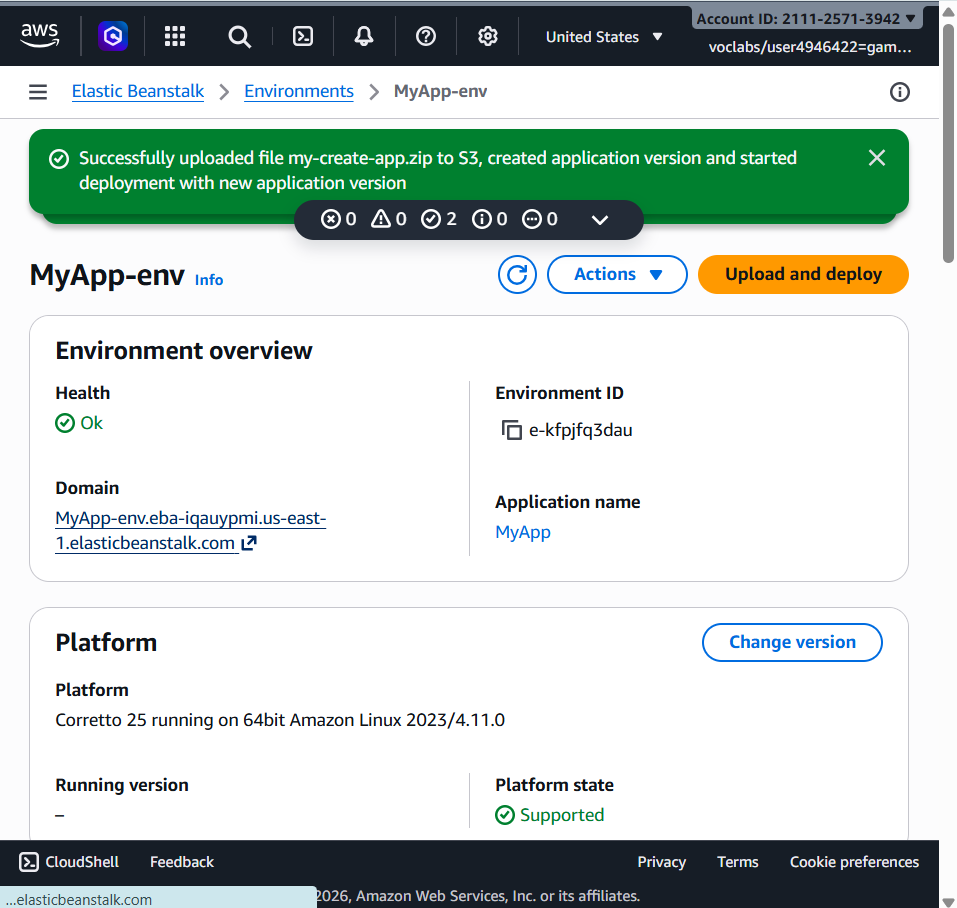 aws
United States ▼
Account ID: 2111-2571-3942 ▼
voclabs/user4946422=gam...
Elastic Beanstalk > Environments > MyApp-env
Successfully uploaded file my-create-app.zip to S3, created application version and started
deployment with new application version
0 0 2 0 0
MyApp-env Info
Actions ▼
Upload and deploy
Environment overview
Health
Ok
Environment ID
e-kfpjfq3dau
Domain
MyApp-env.eba-iqauypmi.us-east-
1.elasticbeanstalk.com
Application name
MyApp
Platform
Change version
Platform
Corretto 25 running on 64bit Amazon Linux 2023/4.11.0
Running version
–
Platform state
Supported
CloudShell Feedback Privacy Terms Cookie preferences
...elasticbeanstalk.com
2026, Amazon Web Services, Inc. or its affiliates.